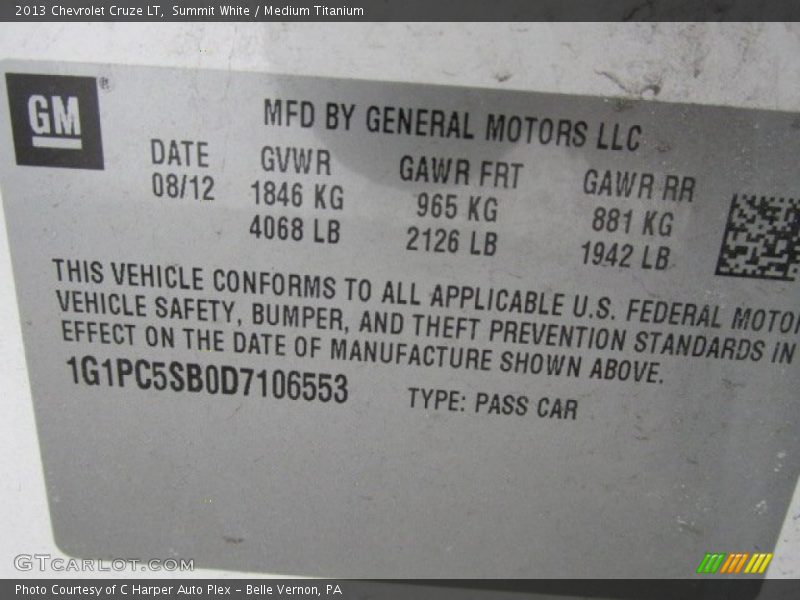 2013 Chevrolet Cruze LT, Summit White / Medium Titanium
GM ®
MFD BY GENERAL MOTORS LLC
DATE GVWR GAWR FRT GAWR RR
08/12 1846 KG 965 KG 881 KG
4068 LB 2126 LB 1942 LB
THIS VEHICLE CONFORMS TO ALL APPLICABLE U.S. FEDERAL MOTOR
VEHICLE SAFETY, BUMPER, AND THEFT PREVENTION STANDARDS IN
EFFECT ON THE DATE OF MANUFACTURE SHOWN ABOVE.
1G1PC5SB0D7106553 TYPE: PASS CAR
GTCARLOT.COM
Photo Courtesy of C Harper Auto Plex - Belle Vernon, PA